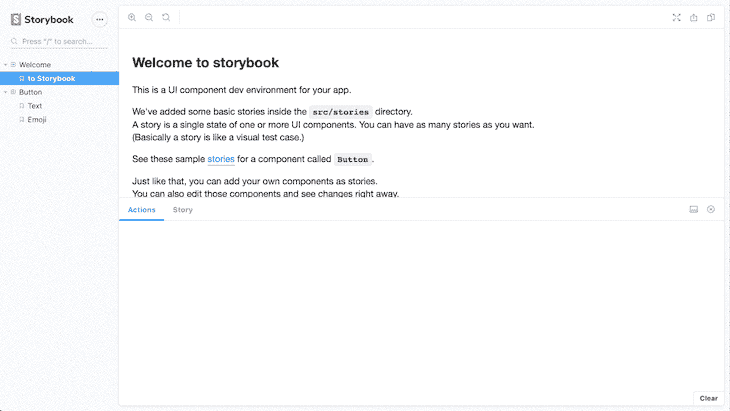 Storybook
Press "/" to search...
Welcome
to Storybook
Button
Text
Emoji
Welcome to storybook
This is a UI component dev environment for your app.
We've added some basic stories inside the src/stories directory.
A story is a single state of one or more UI components. You can have as many stories as you want.
(Basically a story is like a visual test case.)
See these sample stories for a component called Button.
Just like that, you can add your own components as stories.
You can also edit those components and see changes right away.
Actions Story
Clear